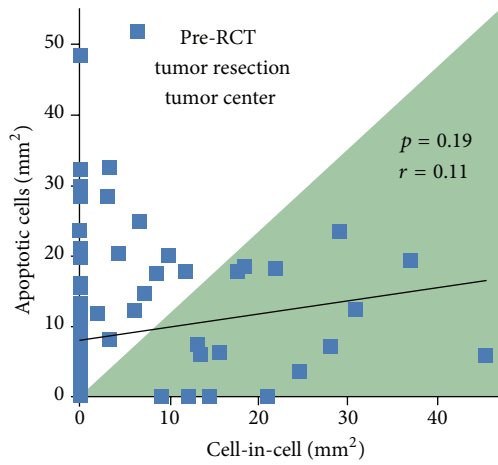 Pre-RCT
tumor resection
tumor center
p = 0.19
r = 0.11
Apoptotic cells (mm²)
50
40
30
20
10
0
0 10 20 30 40
Cell-in-cell (mm²)